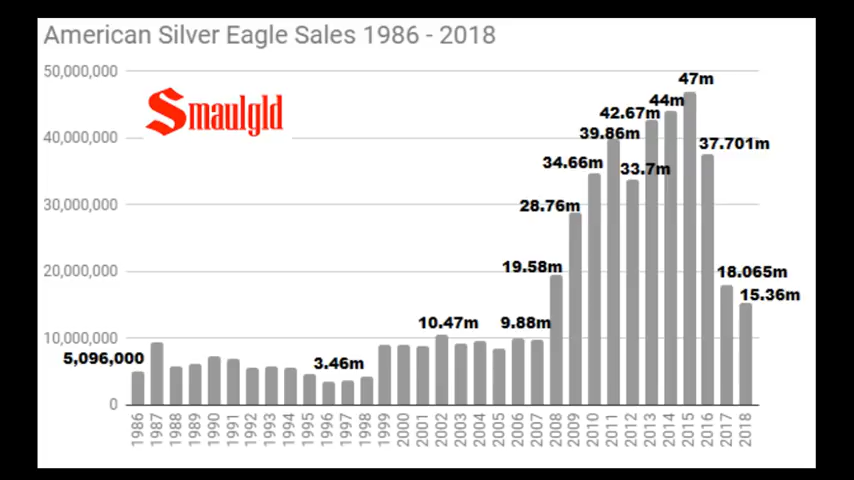 American Silver Eagle Sales 1986 - 2018
50,000,000
40,000,000
30,000,000
20,000,000
10,000,000
0
Smaulgld
5,096,000
3.46m
10.47m
9.88m
19.58m
28.76m
34.66m
39.86m
33.7m
42.67m
44m
47m
37.701m
18.065m
15.36m
1986
1987
1988
1989
1990
1991
1992
1993
1994
1995
1996
1997
1998
1999
2000
2001
2002
2003
2004
2005
2006
2007
2008
2009
2010
2011
2012
2013
2014
2015
2016
2017
2018